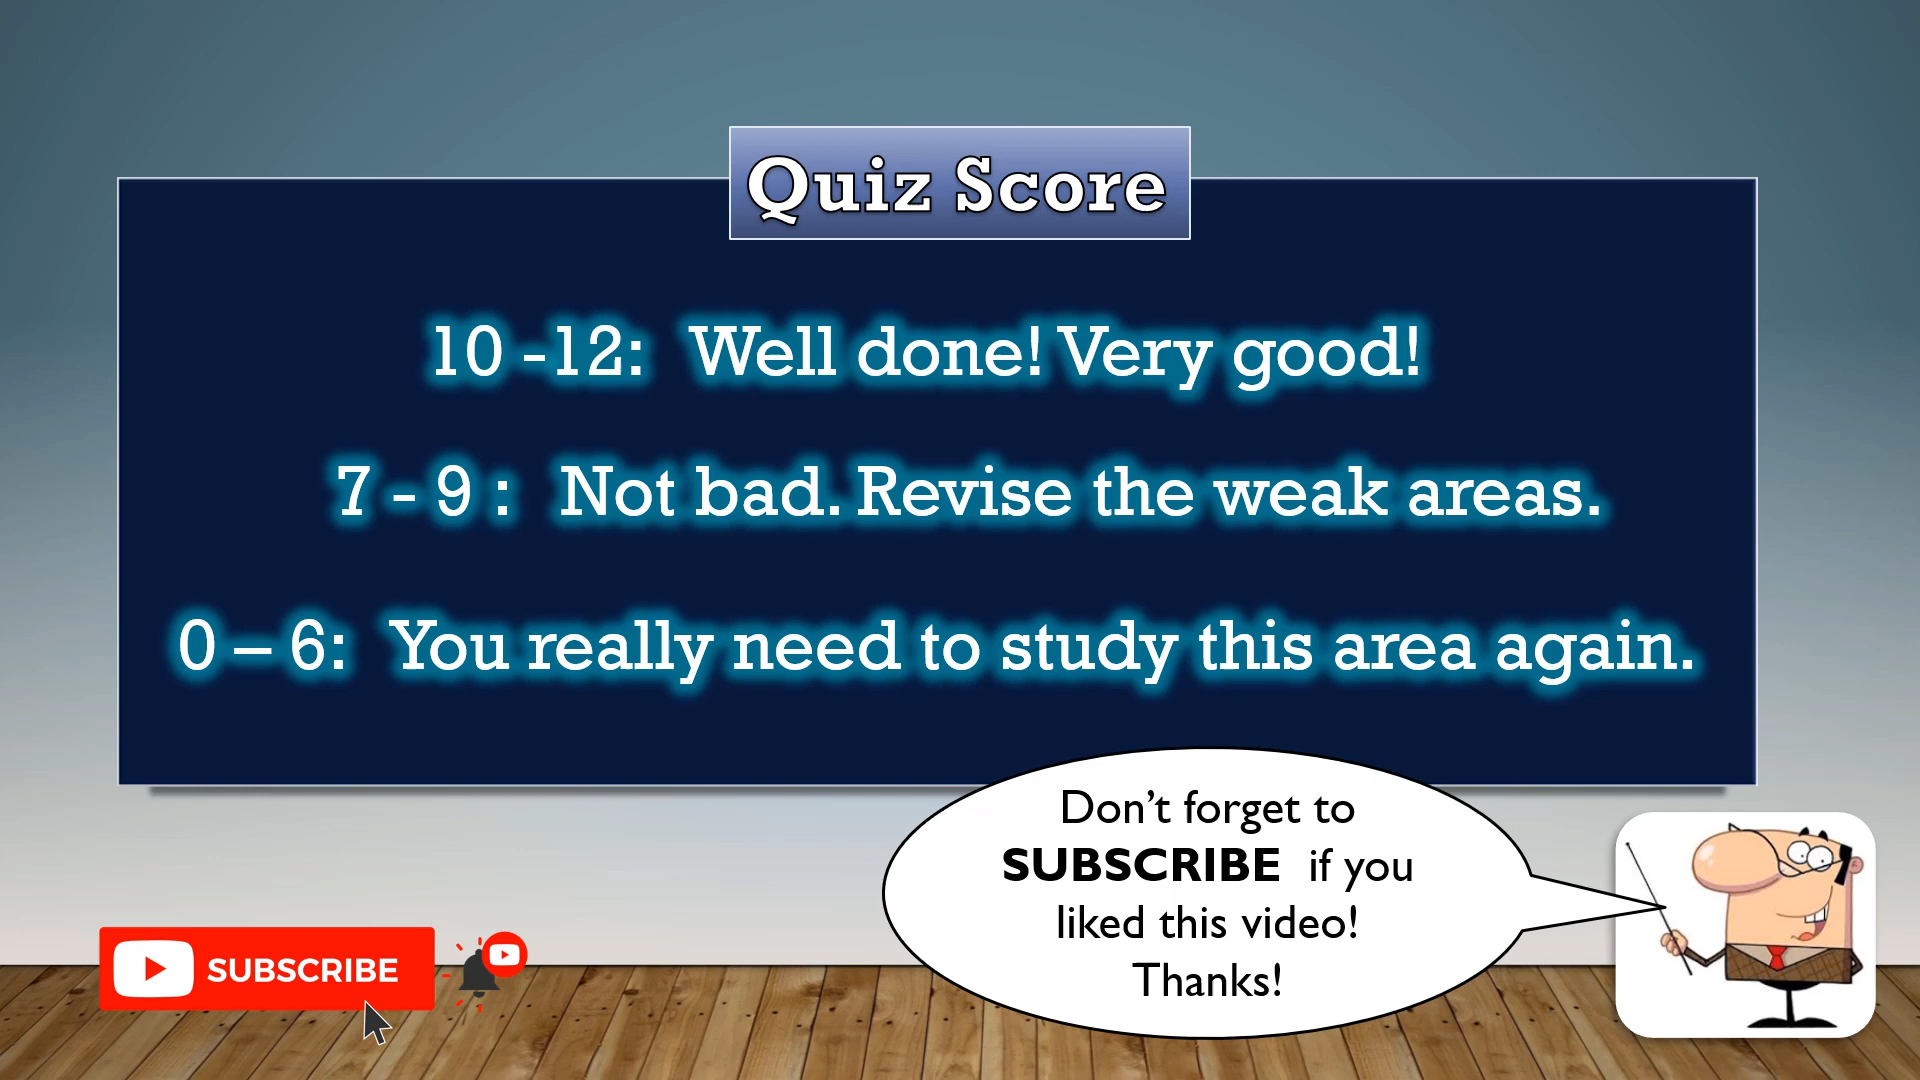 Quiz Score
10 -12: Well done! Very good!
7 - 9 : Not bad. Revise the weak areas.
0 – 6: You really need to study this area again.
Don’t forget to
SUBSCRIBE if you
liked this video!
Thanks!
SUBSCRIBE